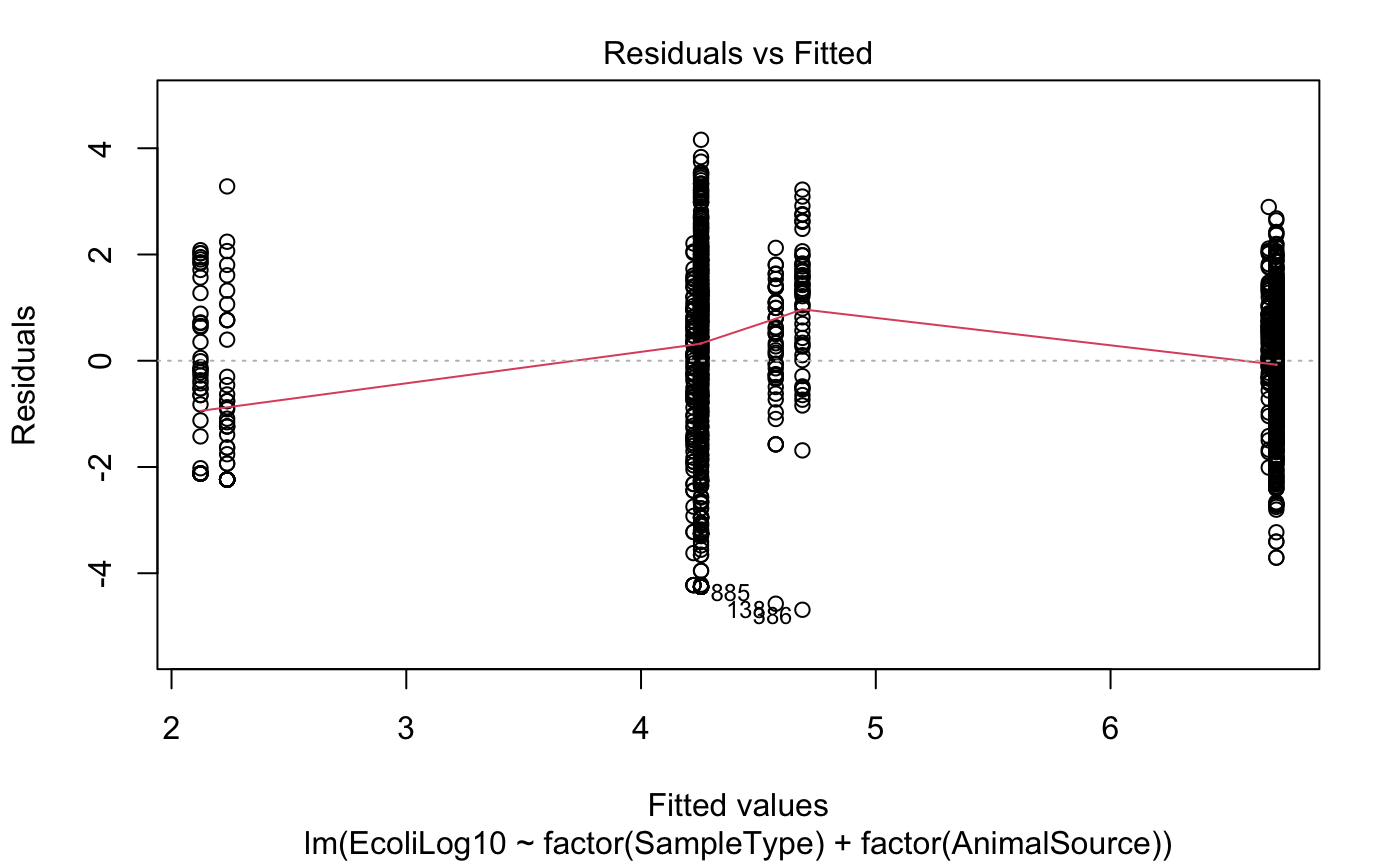 Residuals vs Fitted
Residuals
4
2
0
-2
-4
885
2 3 4 5 6
Fitted values
lm(EcoliLog10 ~ factor(SampleType) + factor(AnimalSource))